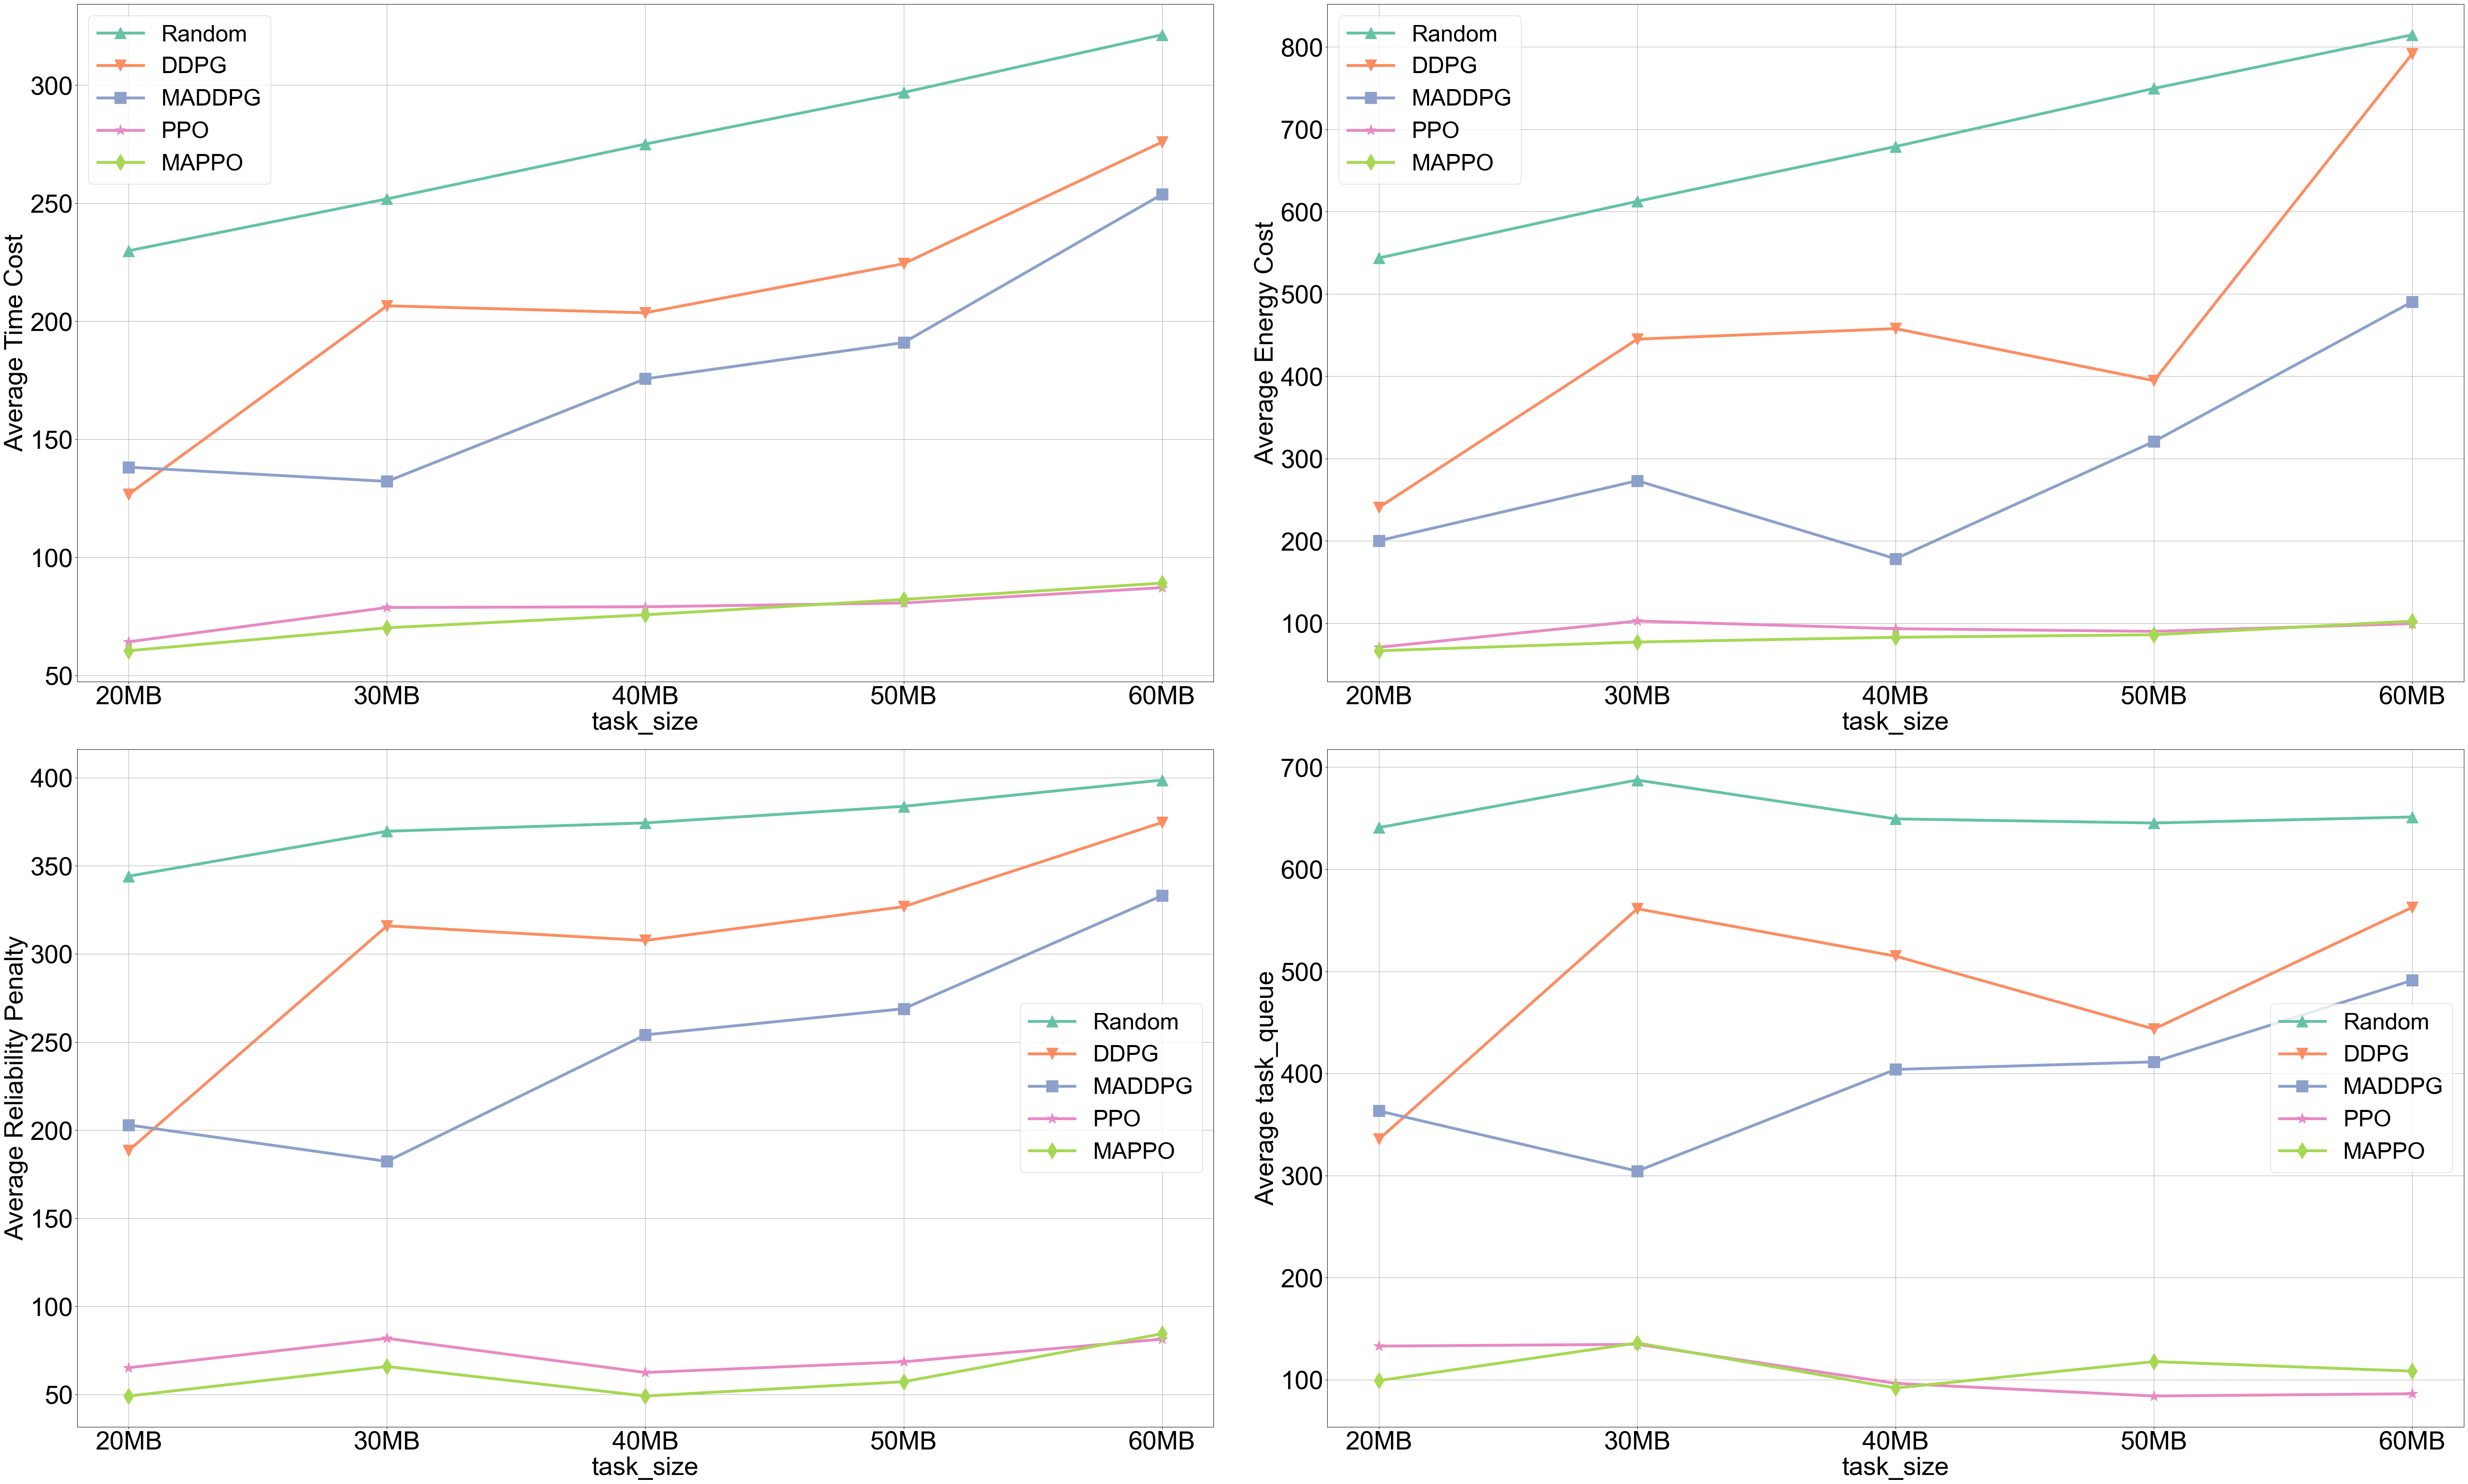 Average Time Cost
300
250
200
150
100
50
Random
DDPG
MADDPG
PPO
MAPPO
20MB 30MB 40MB 50MB 60MB
task_size
Average Energy Cost
800
700
600
500
400
300
200
100
Random
DDPG
MADDPG
PPO
MAPPO
20MB 30MB 40MB 50MB 60MB
task_size
Average Reliability Penalty
400
350
300
250
200
150
100
50
Random
DDPG
MADDPG
PPO
MAPPO
20MB 30MB 40MB 50MB 60MB
task_size
Average task_queue
700
600
500
400
300
200
100
Random
DDPG
MADDPG
PPO
MAPPO
20MB 30MB 40MB 50MB 60MB
task_size